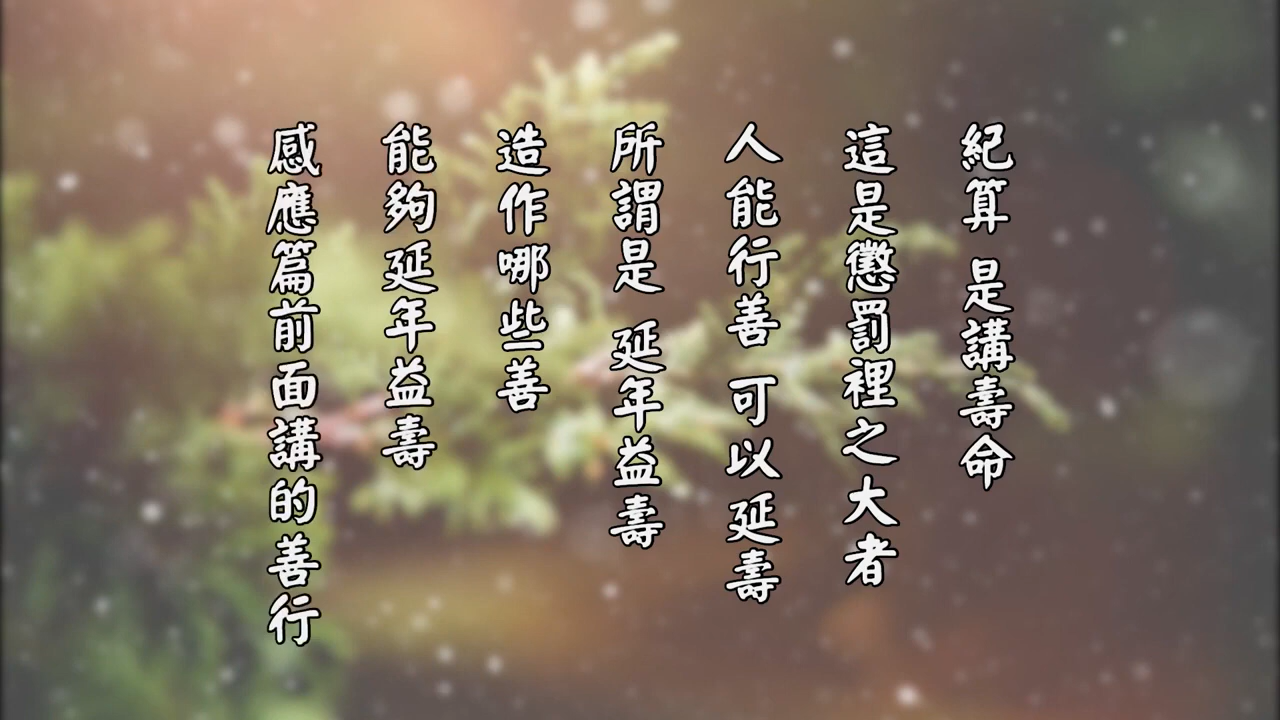 紀算 是講壽命
這是懲罰裡之大者
人能行善 可以延壽
所謂是 延年益壽
造作哪些善
能夠延年益壽
感應篇前面講的善行